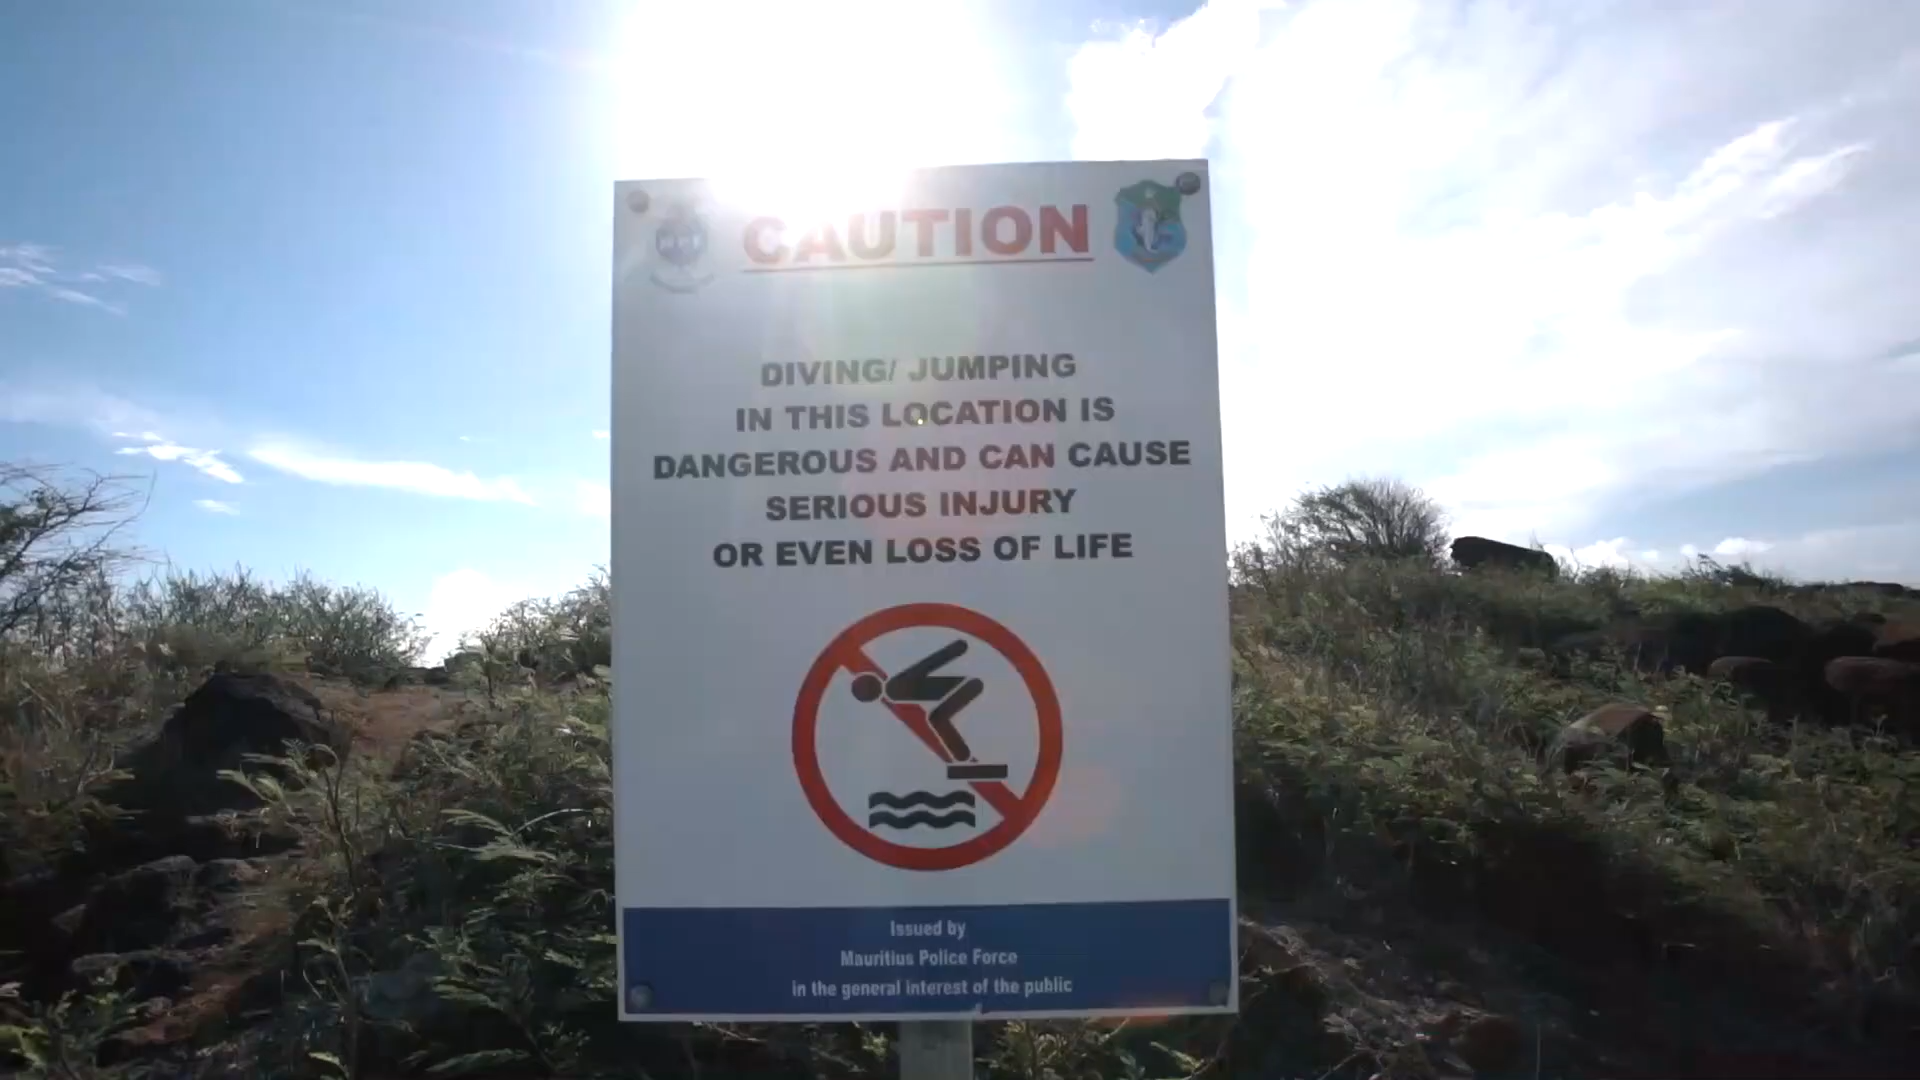 CAUTION
DIVING/ JUMPING
IN THIS LOCATION IS
DANGEROUS AND CAN CAUSE
SERIOUS INJURY
OR EVEN LOSS OF LIFE
Issued by
Mauritius Police Force
in the general interest of the public